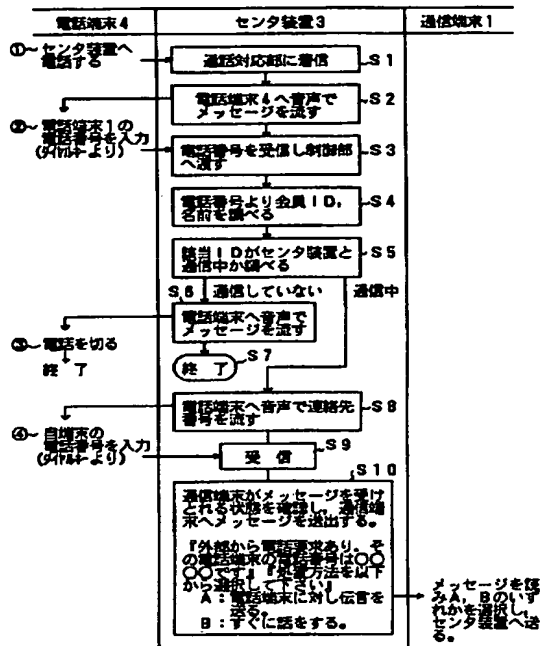 電話端末4
センタ装置3
通信端末1
①～センタ装置へ
電話する
通話対応部に着信
S1
電話端末4へ音声で
メッセージを流す
S2
②～電話端末1の
電話番号を入力
(ダイヤルトーンより)
電話番号を受信し制御部
へ渡す
S3
電話番号より会員ID,
名前を調べる
S4
該当IDがセンタ装置と
通信中か調べる
S5
S6
通信していない
通信中
電話端末へ音声で
メッセージを流す
③～電話を切る
終了
終了
S7
電話端末へ音声で連絡先
番号を流す
S8
④～自端末の
電話番号を入力
(ダイヤルトーンより)
受信
S9
S10
通信端末がメッセージを受け
とれる状態を確認し,通信端
末へメッセージを送出する。
『外部から電話要求あり。そ
の電話端末の電話番号は○○
○○です』『処置方法を以下
から選択して下さい』
A:電話端末に対し伝言を
送る。
B:すぐに話をする。
メッセージを読
みA,Bのいず
れかを選択し,
センタ装置へ送
る。